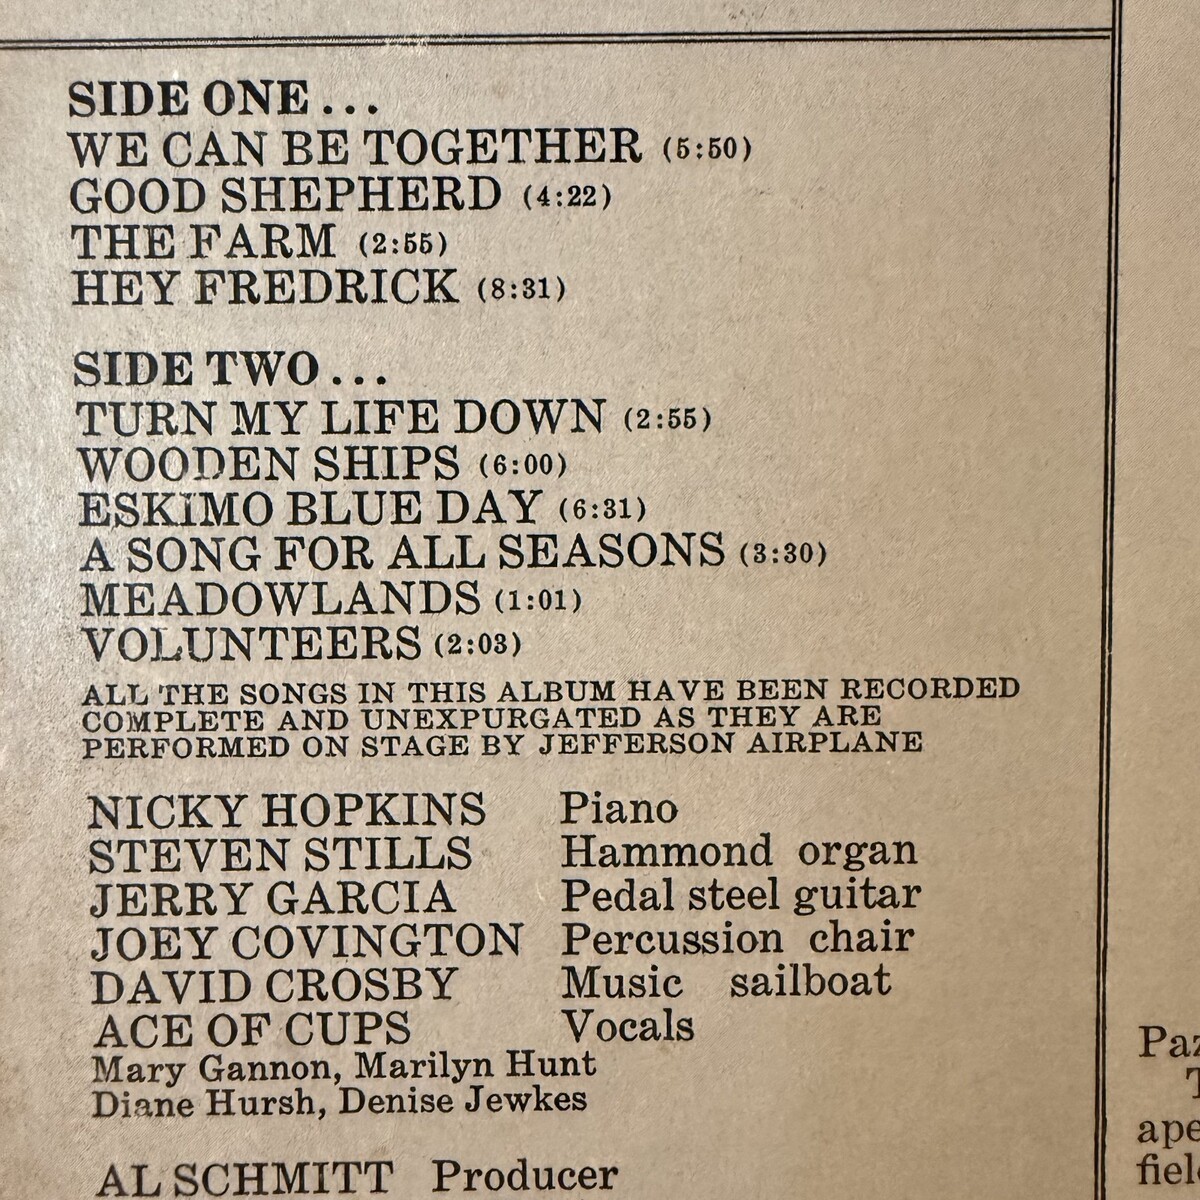 SIDE ONE...
WE CAN BE TOGETHER (5:50)
GOOD SHEPHERD (4:22)
THE FARM (2:55)
HEY FREDRICK (8:31)
SIDE TWO...
TURN MY LIFE DOWN (2:55)
WOODEN SHIPS (6:00)
ESKIMO BLUE DAY (6:31)
A SONG FOR ALL SEASONS (3:30)
MEADOWLANDS (1:01)
VOLUNTEERS (2:03)
ALL THE SONGS IN THIS ALBUM HAVE BEEN RECORDED
COMPLETE AND UNEXPURGATED AS THEY ARE
PERFORMED ON STAGE BY JEFFERSON AIRPLANE
NICKY HOPKINS Piano
STEVEN STILLS Hammond organ
JERRY GARCIA Pedal steel guitar
JOEY COVINGTON Percussion chair
DAVID CROSBY Music sailboat
ACE OF CUPS Vocals
Mary Gannon, Marilyn Hunt
Diane Hursh, Denise Jewkes
AL SCHMITT Producer